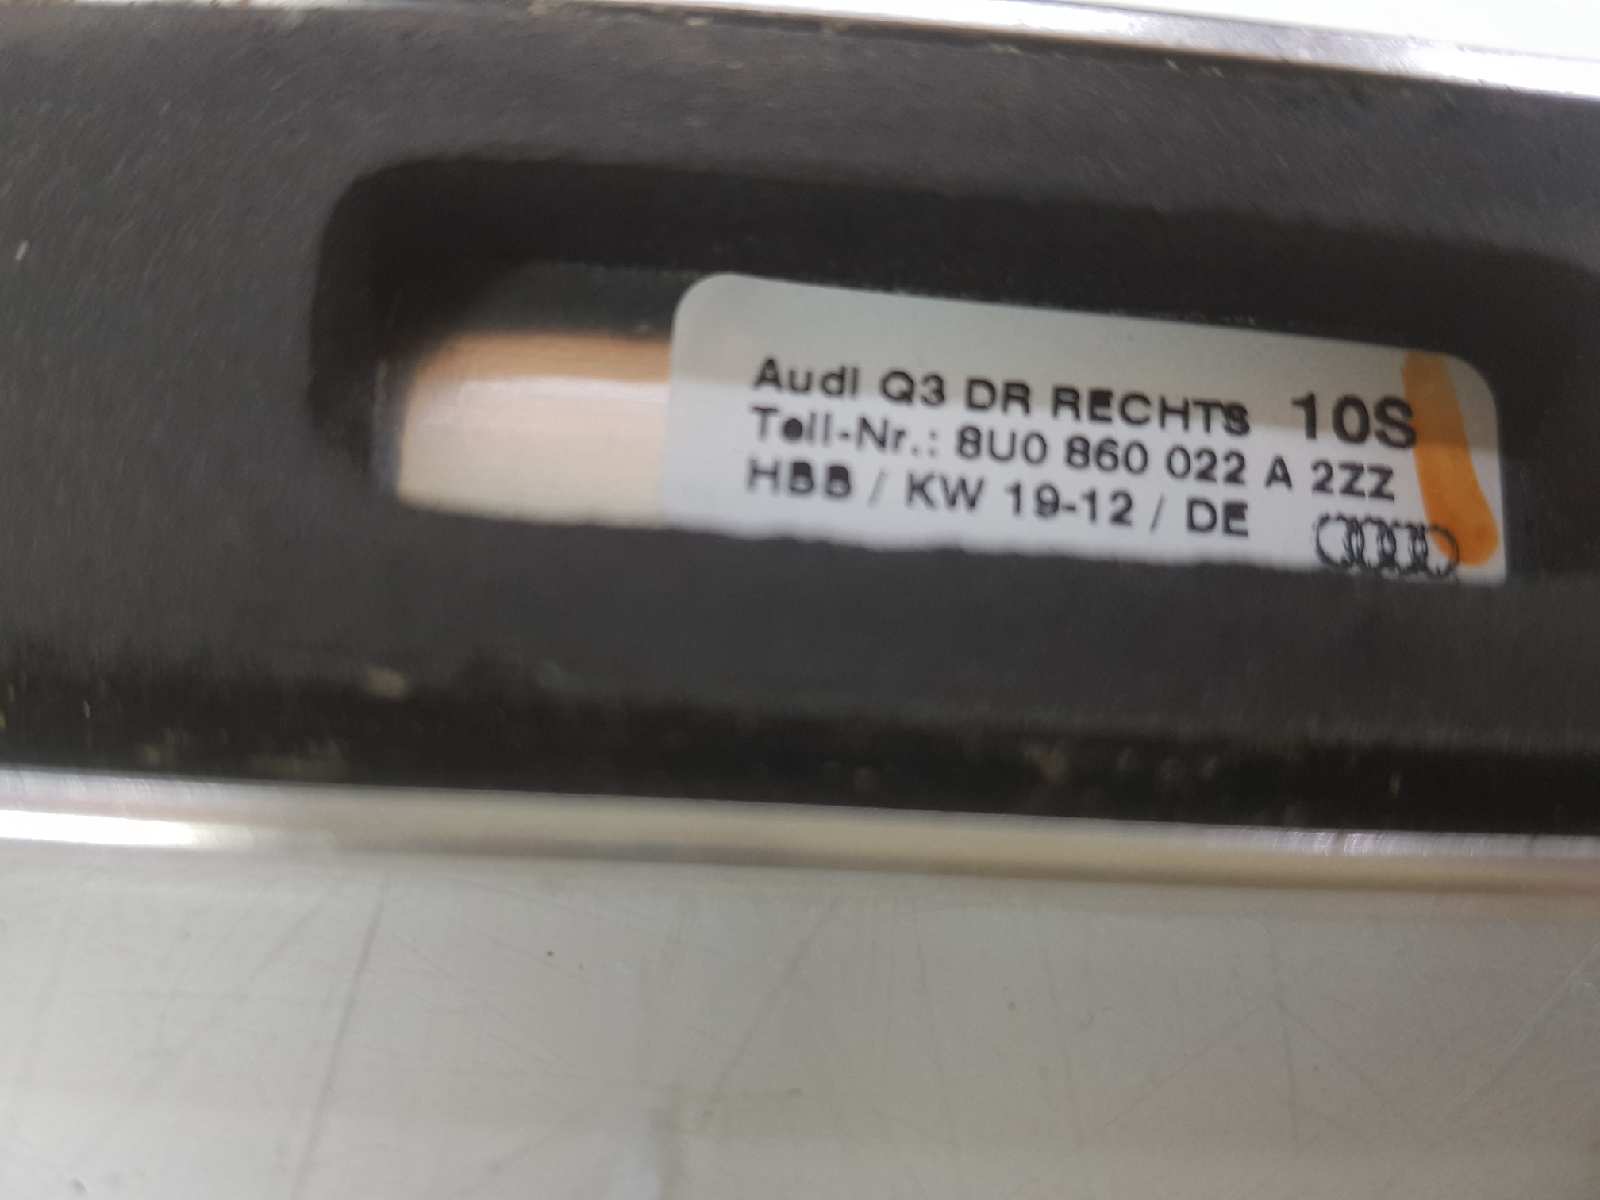 Audi Q3 DR RECHTS 10S
Teil-Nr.: 8U0 860 022 A 2ZZ
HBB / KW 19-12 / DE